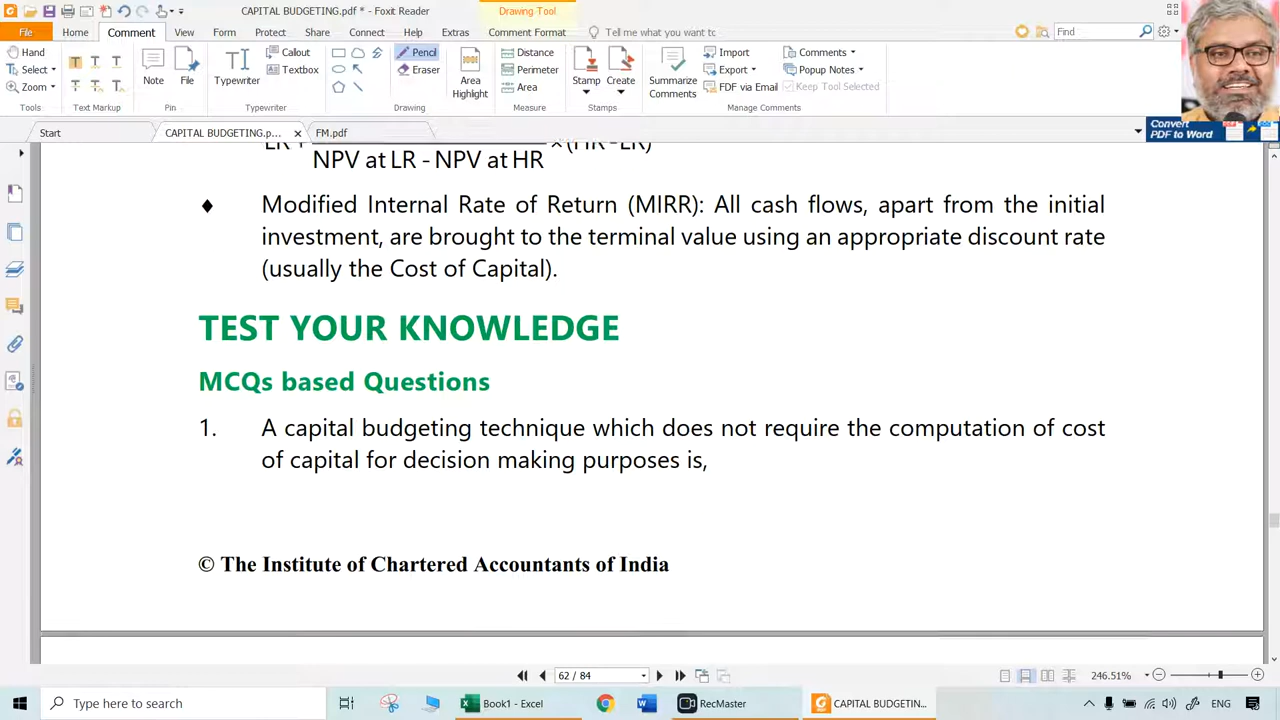 CAPITAL BUDGETING.pdf * - Foxit Reader
Drawing Tool
File Home Comment View Form Protect Share Connect Help Extras Comment Format Tell me what you want to Find
Hand
Select
Zoom
Tools
Text Markup
Note
File
Pin
Typewriter
Callout
Textbox
Typewriter
Pencil
Eraser
Drawing
Area
Highlight
Distance
Perimeter
Area
Measure
Stamp
Create
Stamps
Summarize
Comments
Import
Export
FDF via Email
Comments
Popup Notes
Keep Tool Selected
Manage Comments
Start
CAPITAL BUDGETING.p...
FM.pdf
Convert
PDF to Word
LR + × (HR - LR)
NPV at LR - NPV at HR
♦ Modified Internal Rate of Return (MIRR): All cash flows, apart from the initial
investment, are brought to the terminal value using an appropriate discount rate
(usually the Cost of Capital).
TEST YOUR KNOWLEDGE
MCQs based Questions
1. A capital budgeting technique which does not require the computation of cost
of capital for decision making purposes is,
© The Institute of Chartered Accountants of India
62 / 84
246.51%
Type here to search
Book1 - Excel
RecMaster
CAPITAL BUDGETIN...
ENG